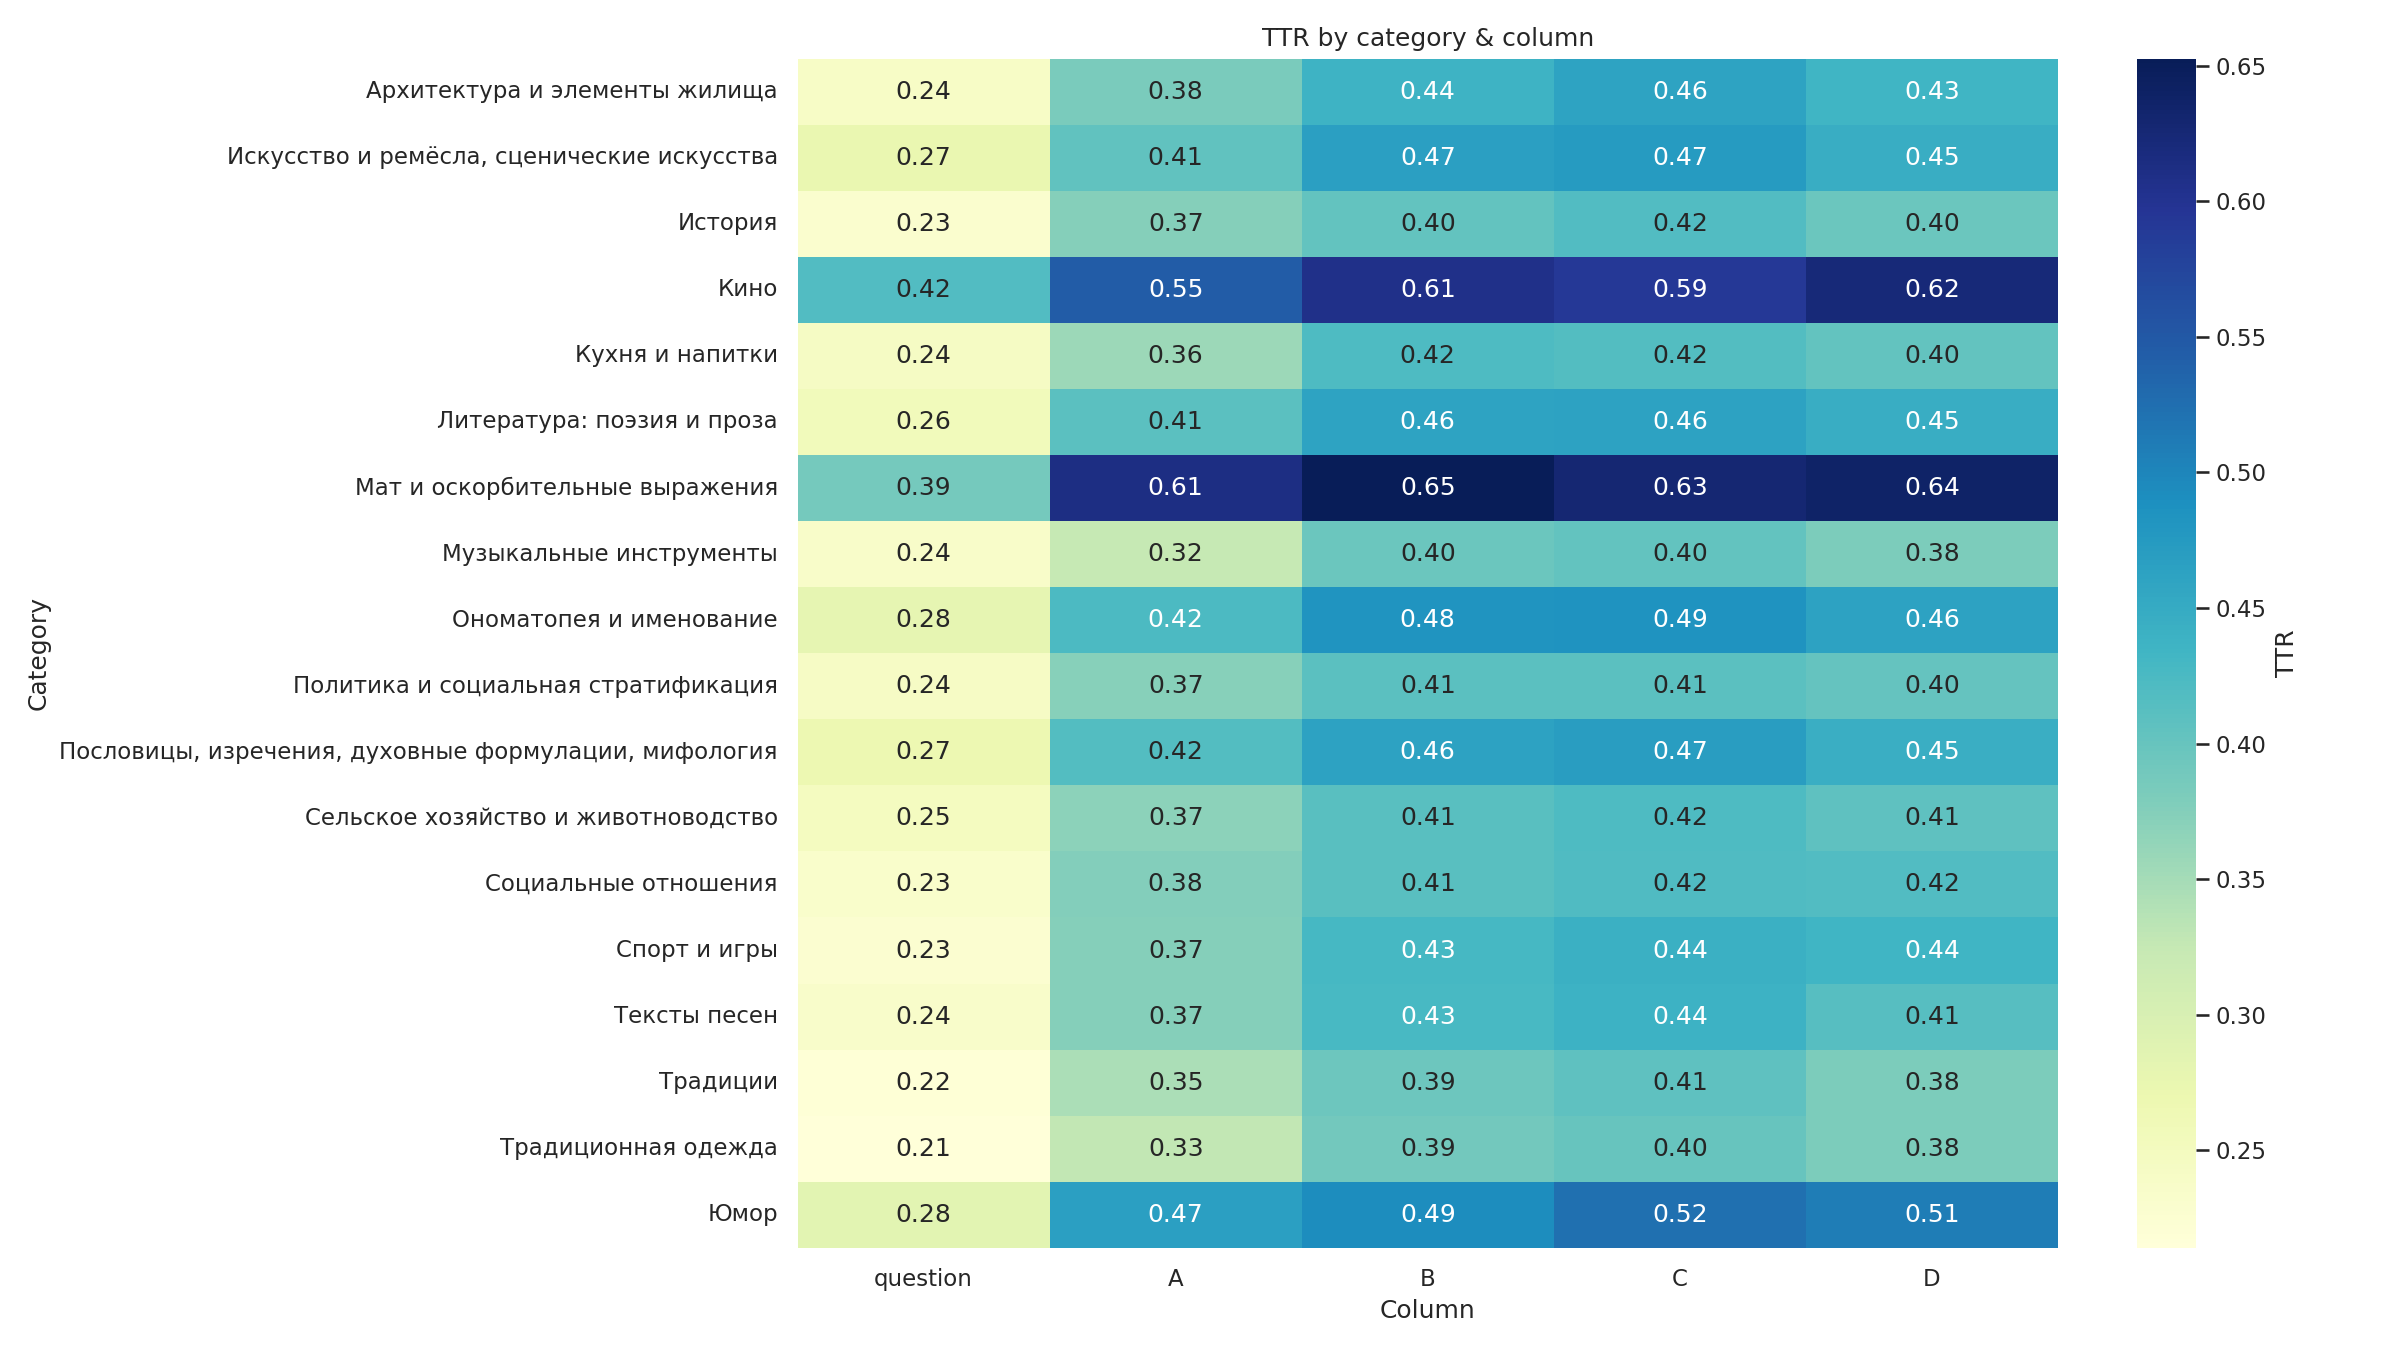 TTR by category & column
Архитектура и элементы жилища 0.24 0.38 0.44 0.46 0.43
Искусство и ремёсла, сценические искусства 0.27 0.41 0.47 0.47 0.45
История 0.23 0.37 0.40 0.42 0.40
Кино 0.42 0.55 0.61 0.59 0.62
Кухня и напитки 0.24 0.36 0.42 0.42 0.40
Литература: поэзия и проза 0.26 0.41 0.46 0.46 0.45
Мат и оскорбительные выражения 0.39 0.61 0.65 0.63 0.64
Музыкальные инструменты 0.24 0.32 0.40 0.40 0.38
Ономатопея и именование 0.28 0.42 0.48 0.49 0.46
Политика и социальная стратификация 0.24 0.37 0.41 0.41 0.40
Пословицы, изречения, духовные формулации, мифология 0.27 0.42 0.46 0.47 0.45
Сельское хозяйство и животноводство 0.25 0.37 0.41 0.42 0.41
Социальные отношения 0.23 0.38 0.41 0.42 0.42
Спорт и игры 0.23 0.37 0.43 0.44 0.44
Тексты песен 0.24 0.37 0.43 0.44 0.41
Традиции 0.22 0.35 0.39 0.41 0.38
Традиционная одежда 0.21 0.33 0.39 0.40 0.38
Юмор 0.28 0.47 0.49 0.52 0.51
question A B C D
Column
Category
0.65
0.60
0.55
0.50
0.45
0.40
0.35
0.30
0.25
TTR